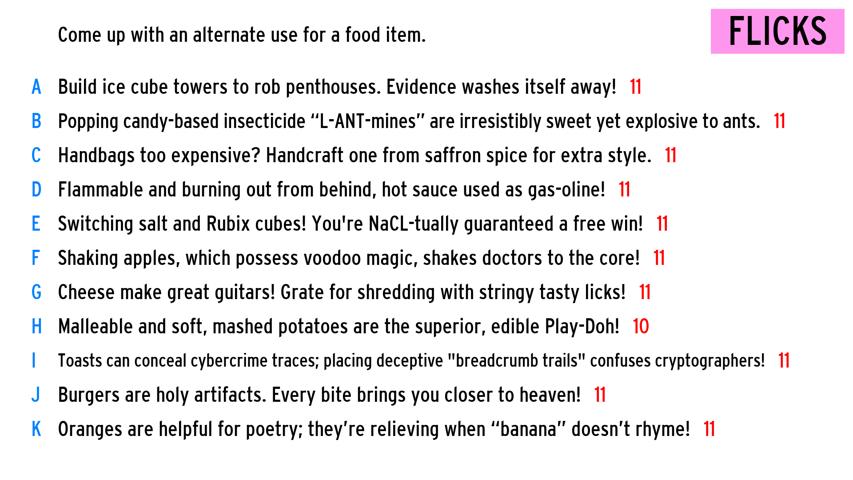 Come up with an alternate use for a food item.
FLICKS
A Build ice cube towers to rob penthouses. Evidence washes itself away! 11
B Popping candy-based insecticide “L-ANT-mines” are irresistibly sweet yet explosive to ants. 11
C Handbags too expensive? Handcraft one from saffron spice for extra style. 11
D Flammable and burning out from behind, hot sauce used as gas-oline! 11
E Switching salt and Rubix cubes! You're NaCL-tually guaranteed a free win! 11
F Shaking apples, which possess voodoo magic, shakes doctors to the core! 11
G Cheese make great guitars! Grate for shredding with stringy tasty licks! 11
H Malleable and soft, mashed potatoes are the superior, edible Play-Doh! 10
I Toasts can conceal cybercrime traces; placing deceptive "breadcrumb trails" confuses cryptographers! 11
J Burgers are holy artifacts. Every bite brings you closer to heaven! 11
K Oranges are helpful for poetry; they’re relieving when “banana” doesn’t rhyme! 11